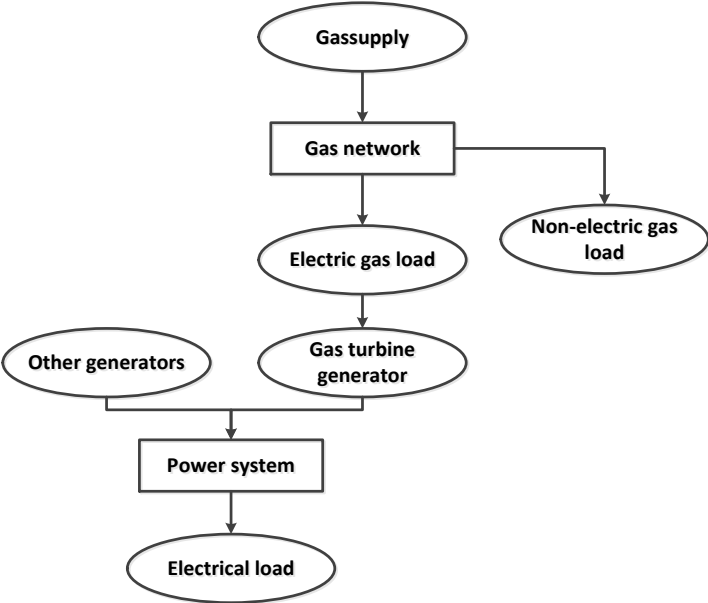 Gassupply
Gas network
Non-electric gas
load
Electric gas load
Other generators
Gas turbine
generator
Power system
Electrical load